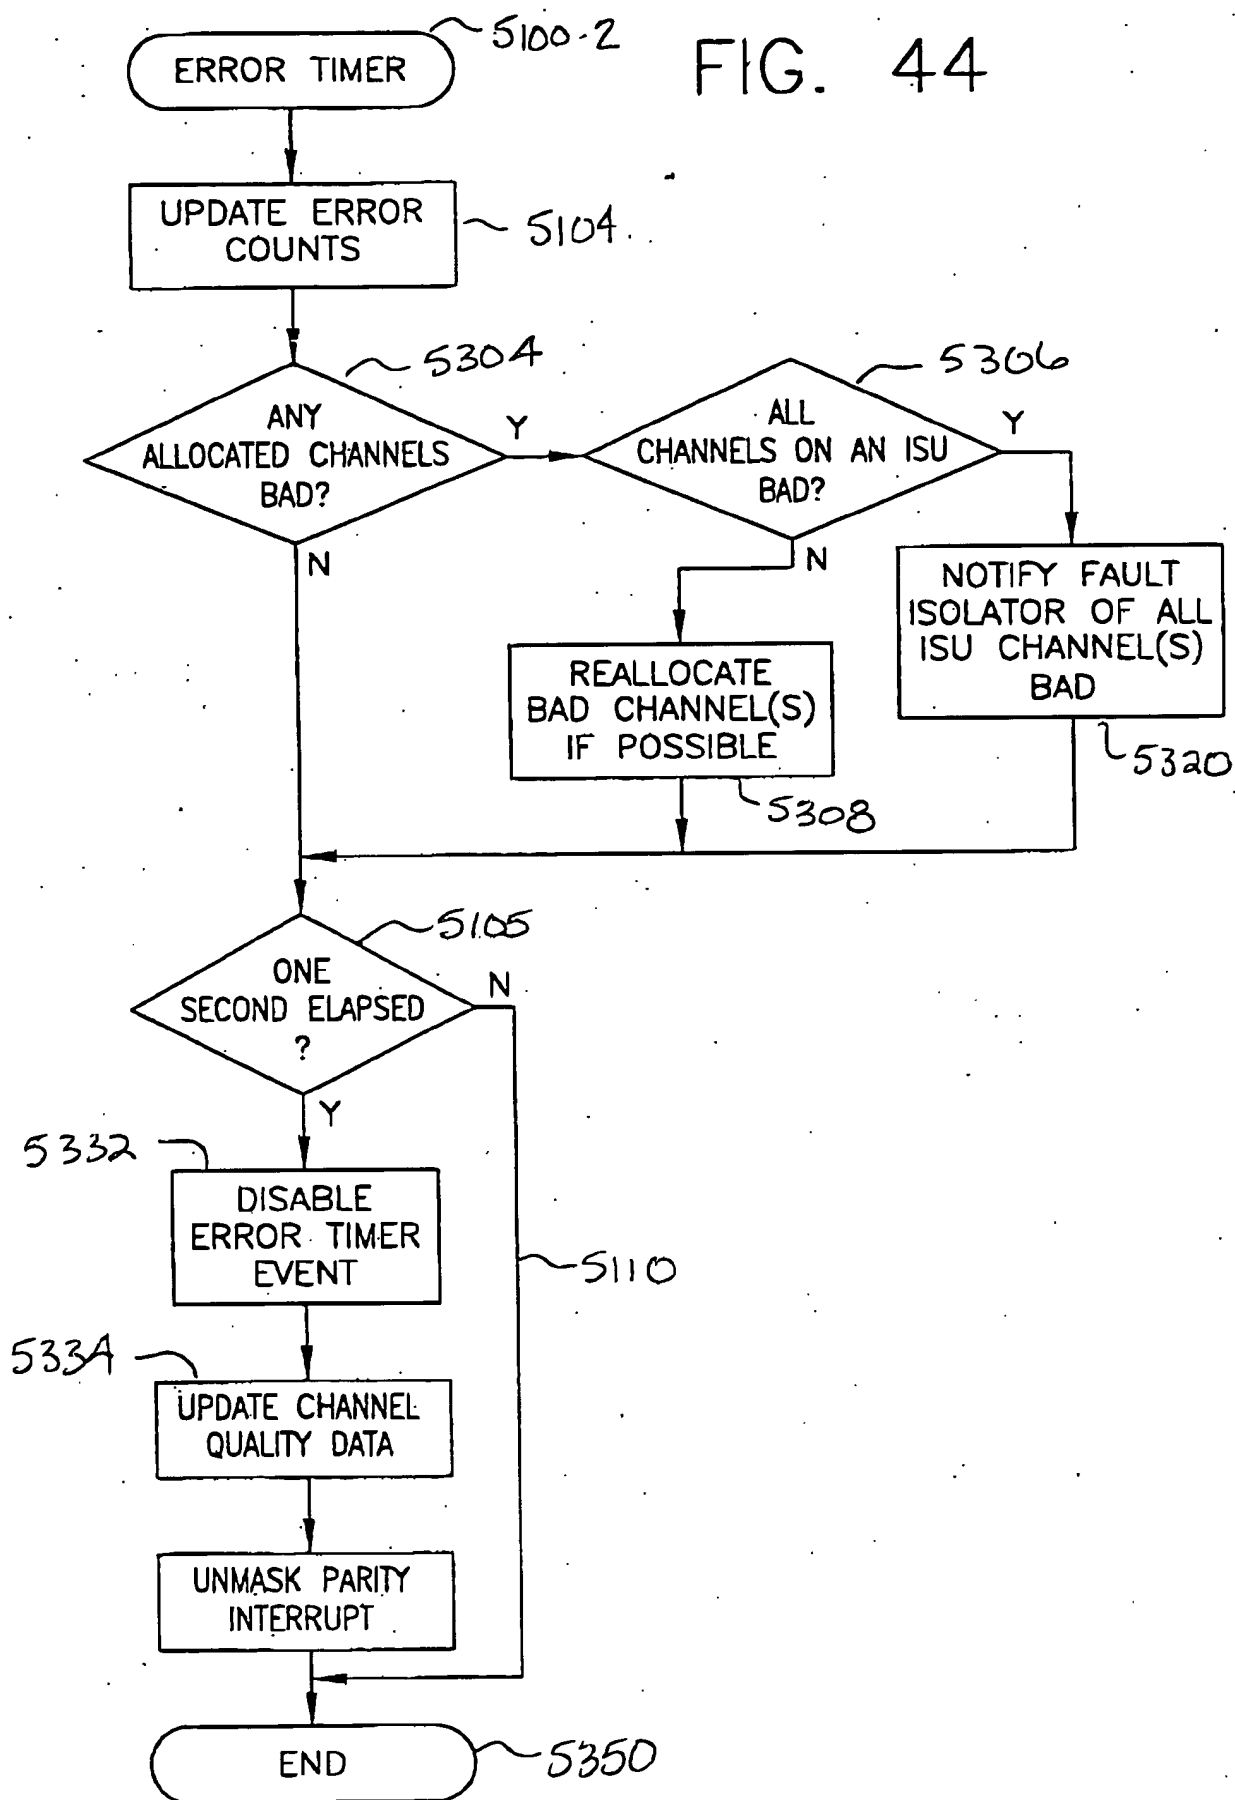 5100-2
FIG. 44
ERROR TIMER
UPDATE ERROR
COUNTS
5104
5304
5306
ANY
ALLOCATED CHANNELS
BAD?
Y
N
ALL
CHANNELS ON AN ISU
BAD?
Y
N
NOTIFY FAULT
ISOLATOR OF ALL
ISU CHANNEL(S)
BAD
5320
REALLOCATE
BAD CHANNEL(S)
IF POSSIBLE
5308
5105
ONE
SECOND ELAPSED
?
N
Y
5332
DISABLE
ERROR TIMER
EVENT
5110
5334
UPDATE CHANNEL
QUALITY DATA
UNMASK PARITY
INTERRUPT
END
5350